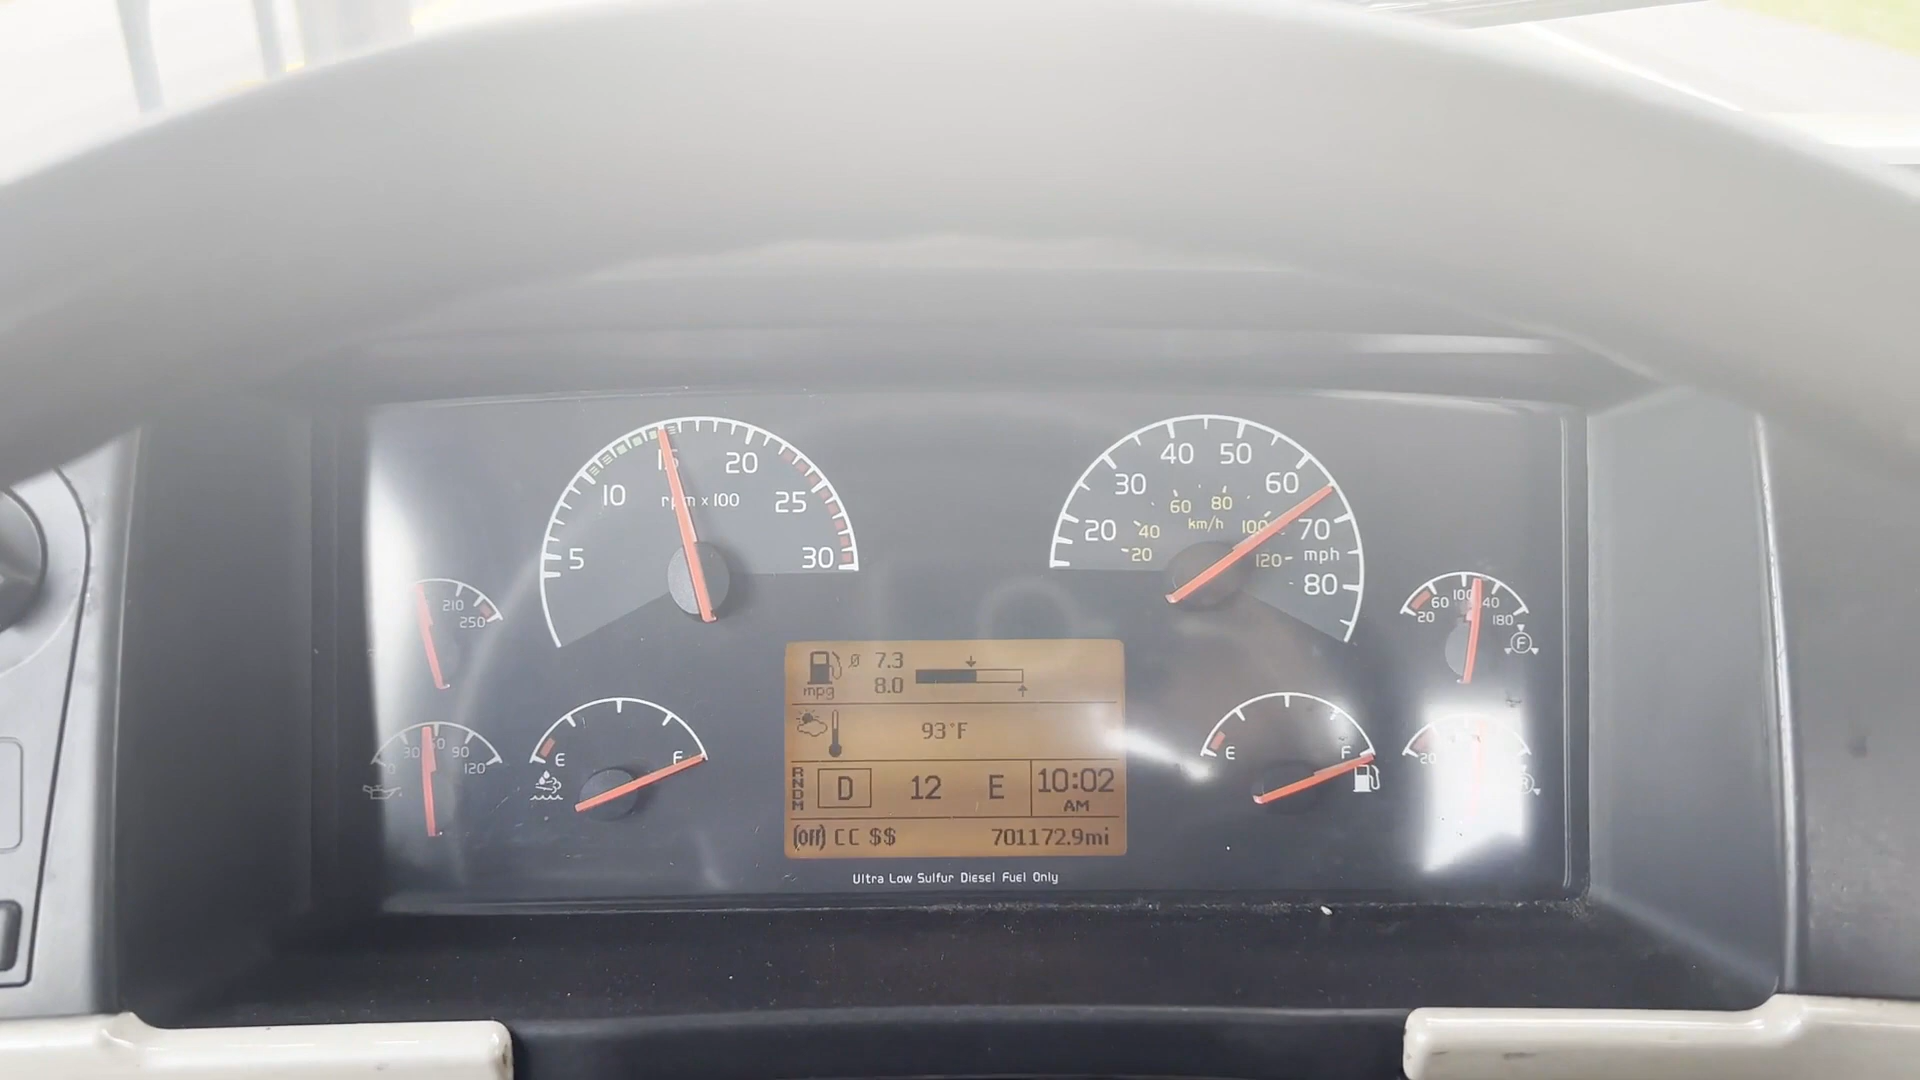 15 20
10 rpm x 100 25
5 30
40 50
30 60
60 80
20 40 km/h 100 70
20 120 mph
80
210
250
60 100
20 180
F
30 90
120
E F
E F
20
7.3
mpg 8.0
93°F
R
N
D
M
D 12 E 10:02
AM
(Off) CC $$ 701172.9mi
Ultra Low Sulfur Diesel Fuel Only